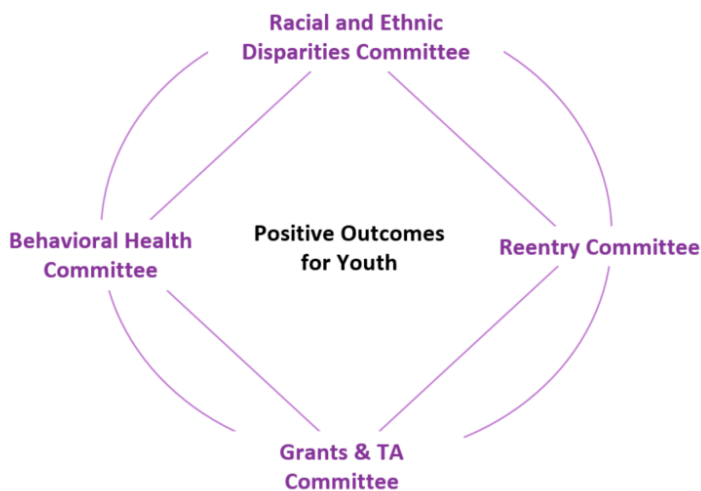 Racial and Ethnic
Disparities Committee
Behavioral Health
Committee
Positive Outcomes
for Youth
Reentry Committee
Grants & TA
Committee